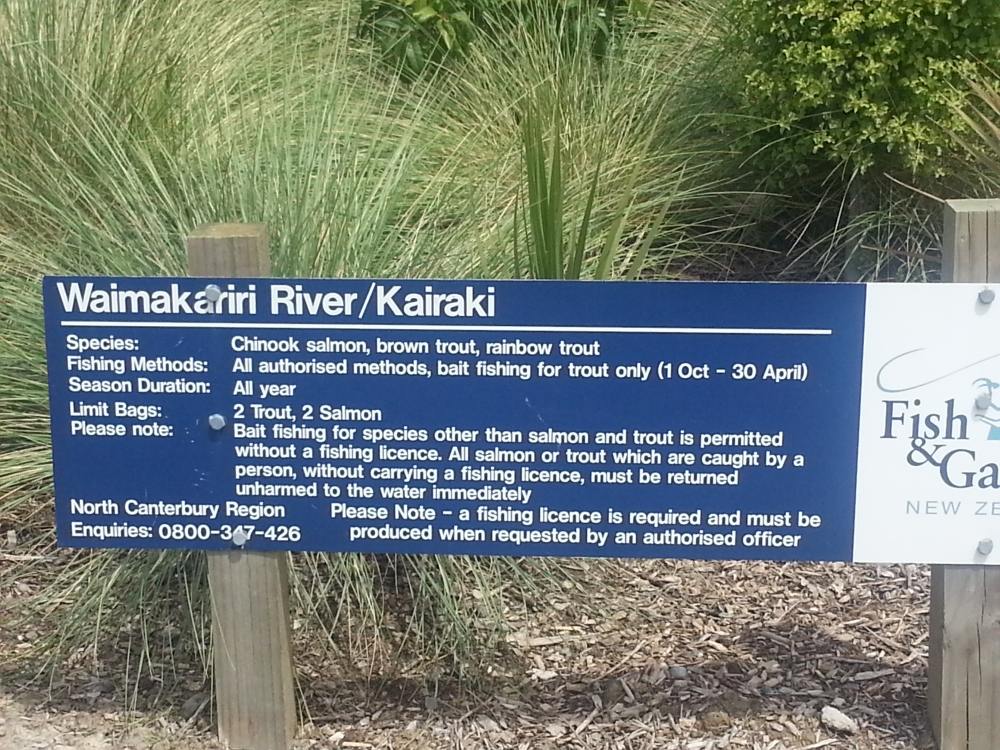 Waimakariri River/Kairaki
Species: Chinook salmon, brown trout, rainbow trout
Fishing Methods: All authorised methods, bait fishing for trout only (1 Oct - 30 April)
Season Duration: All year
Limit Bags: 2 Trout, 2 Salmon
Please note: Bait fishing for species other than salmon and trout is permitted
without a fishing licence. All salmon or trout which are caught by a
person, without carrying a fishing licence, must be returned
unharmed to the water immediately
North Canterbury Region Please Note - a fishing licence is required and must be
Enquiries: 0800-347-426 produced when requested by an authorised officer
Fish
& Ga
NEW ZE